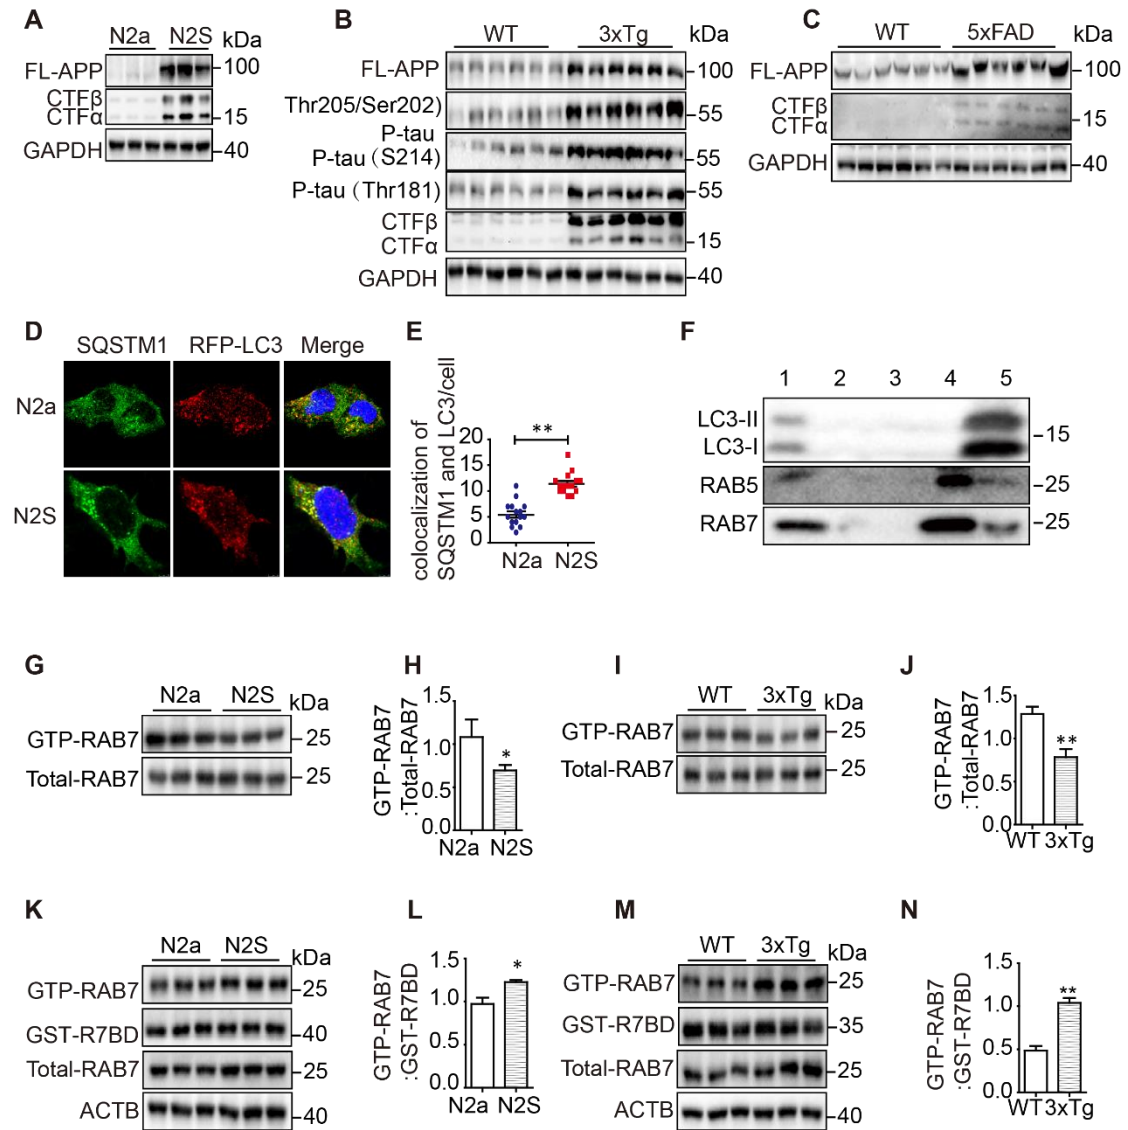 A
N2a N2S kDa
FL-APP
100
CTFβ
CTFα
15
GAPDH
40
B
WT 3xTg kDa
FL-APP
100
Thr205/Ser202)
55
P-tau
P-tau (S214)
55
P-tau (Thr181)
55
CTFβ
CTFα
15
GAPDH
40
C
WT 5xFAD kDa
FL-APP
100
CTFβ
CTFα
15
GAPDH
40
D
SQSTM1 RFP-LC3 Merge
N2a
N2S
E
colocalization of
SQSTM1 and LC3/cell
20
15
10
5
0
**
N2a N2S
F
1 2 3 4 5
LC3-II
LC3-I
15
RAB5
25
RAB7
25
G
N2a N2S kDa
GTP-RAB7
25
Total-RAB7
25
H
GTP-RAB7
:Total-RAB7
1.5
1.0
0.5
0.0
*
N2a N2S
I
WT 3xTg kDa
GTP-RAB7
25
Total-RAB7
25
J
GTP-RAB7
:Total-RAB7
1.5
1.0
0.5
0.0
**
WT 3xTg
K
N2a N2S kDa
GTP-RAB7
25
GST-R7BD
40
Total-RAB7
25
ACTB
40
L
GTP-RAB7
:GST-R7BD
1.5
1.0
0.5
0.0
*
N2a N2S
M
WT 3xTg kDa
GTP-RAB7
25
GST-R7BD
35
Total-RAB7
25
ACTB
40
N
GTP-RAB7
:GST-R7BD
1.5
1.0
0.5
0.0
**
WT 3xTg